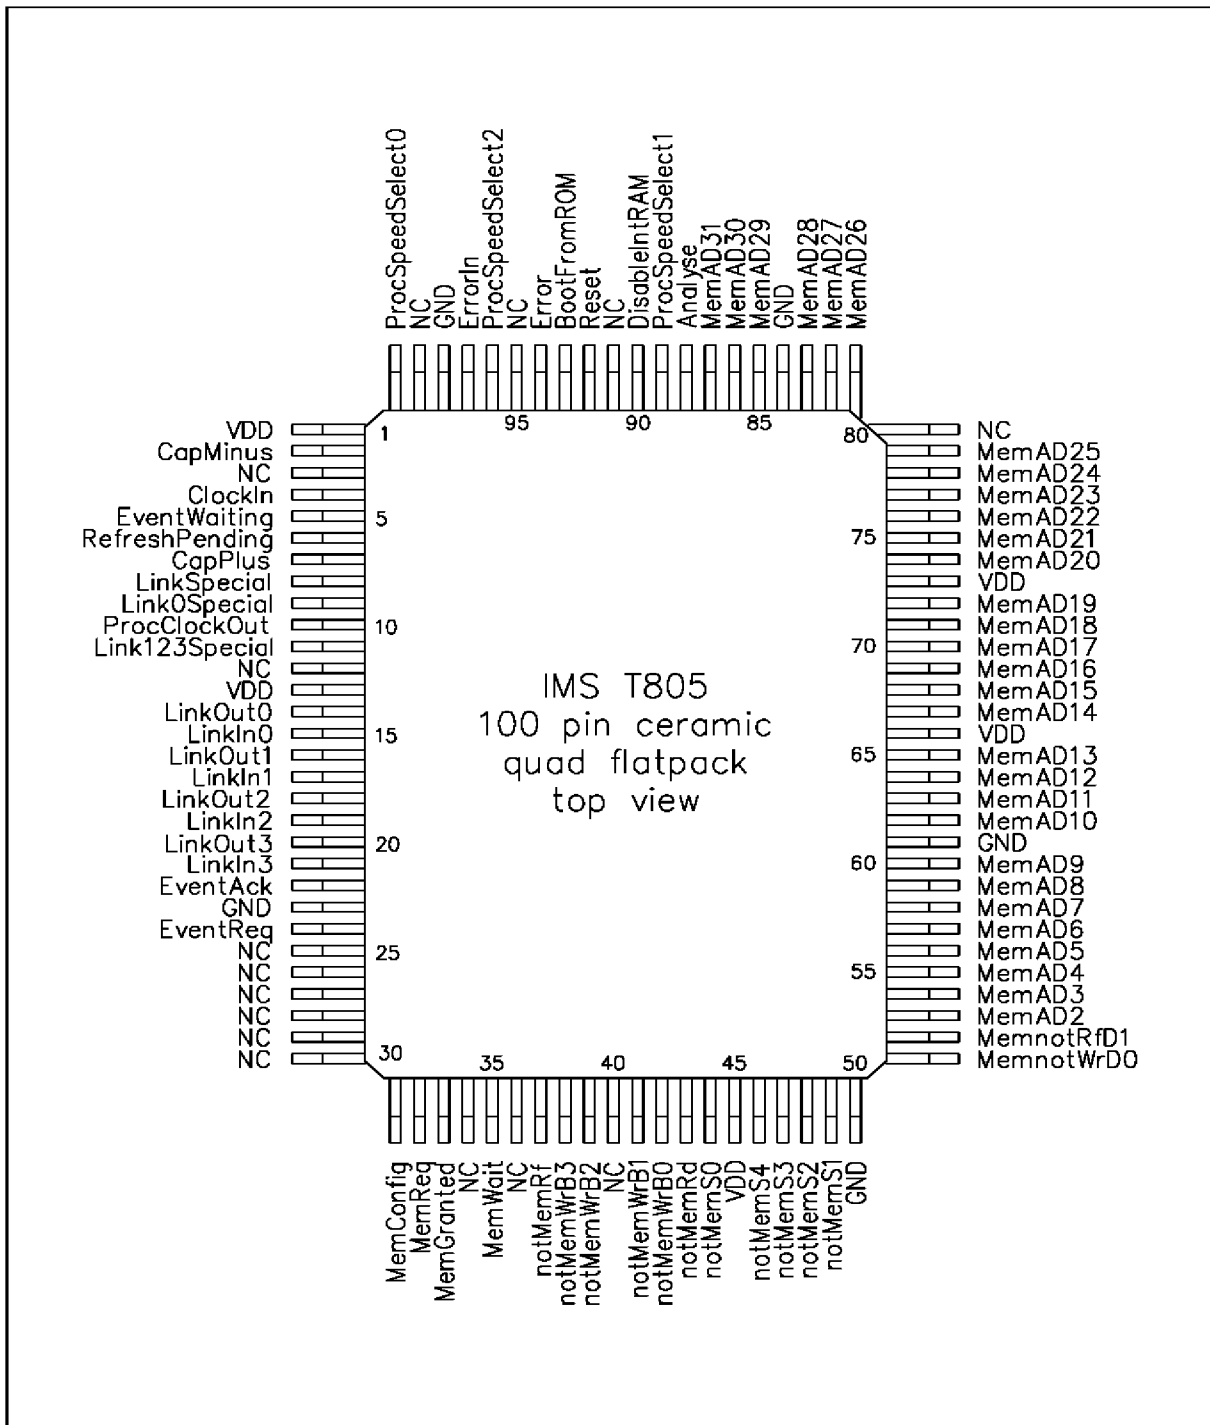 ProcSpeedSelect0
NC
GND
ErrorIn
ProcSpeedSelect2
NC
Error
BootFromROM
Reset
NC
DisableIntRAM
ProcSpeedSelect1
Analyse
MemAD31
MemAD30
MemAD29
GND
MemAD28
MemAD27
MemAD26
VDD
CapMinus
NC
ClockIn
EventWaiting
RefreshPending
CapPlus
LinkSpecial
Link0Special
ProcClockOut
Link123Special
NC
VDD
LinkOut0
LinkIn0
LinkOut1
LinkIn1
LinkOut2
LinkIn2
LinkOut3
LinkIn3
EventAck
GND
EventReq
NC
NC
NC
NC
NC
NC
1
5
10
15
20
25
30
95
90
85
80
IMS T805
100 pin ceramic
quad flatpack
top view
75
70
65
60
55
35
40
45
50
NC
MemAD25
MemAD24
MemAD23
MemAD22
MemAD21
MemAD20
VDD
MemAD19
MemAD18
MemAD17
MemAD16
MemAD15
MemAD14
VDD
MemAD13
MemAD12
MemAD11
MemAD10
GND
MemAD9
MemAD8
MemAD7
MemAD6
MemAD5
MemAD4
MemAD3
MemAD2
MemnotRfD1
MemnotWrD0
MemConfig
MemReq
MemGranted
NC
MemWait
NC
notMemRf
notMemWrB3
notMemWrB2
NC
notMemWrB1
notMemWrB0
notMemRd
notMemS0
VDD
notMemS4
notMemS3
notMemS2
notMemS1
GND